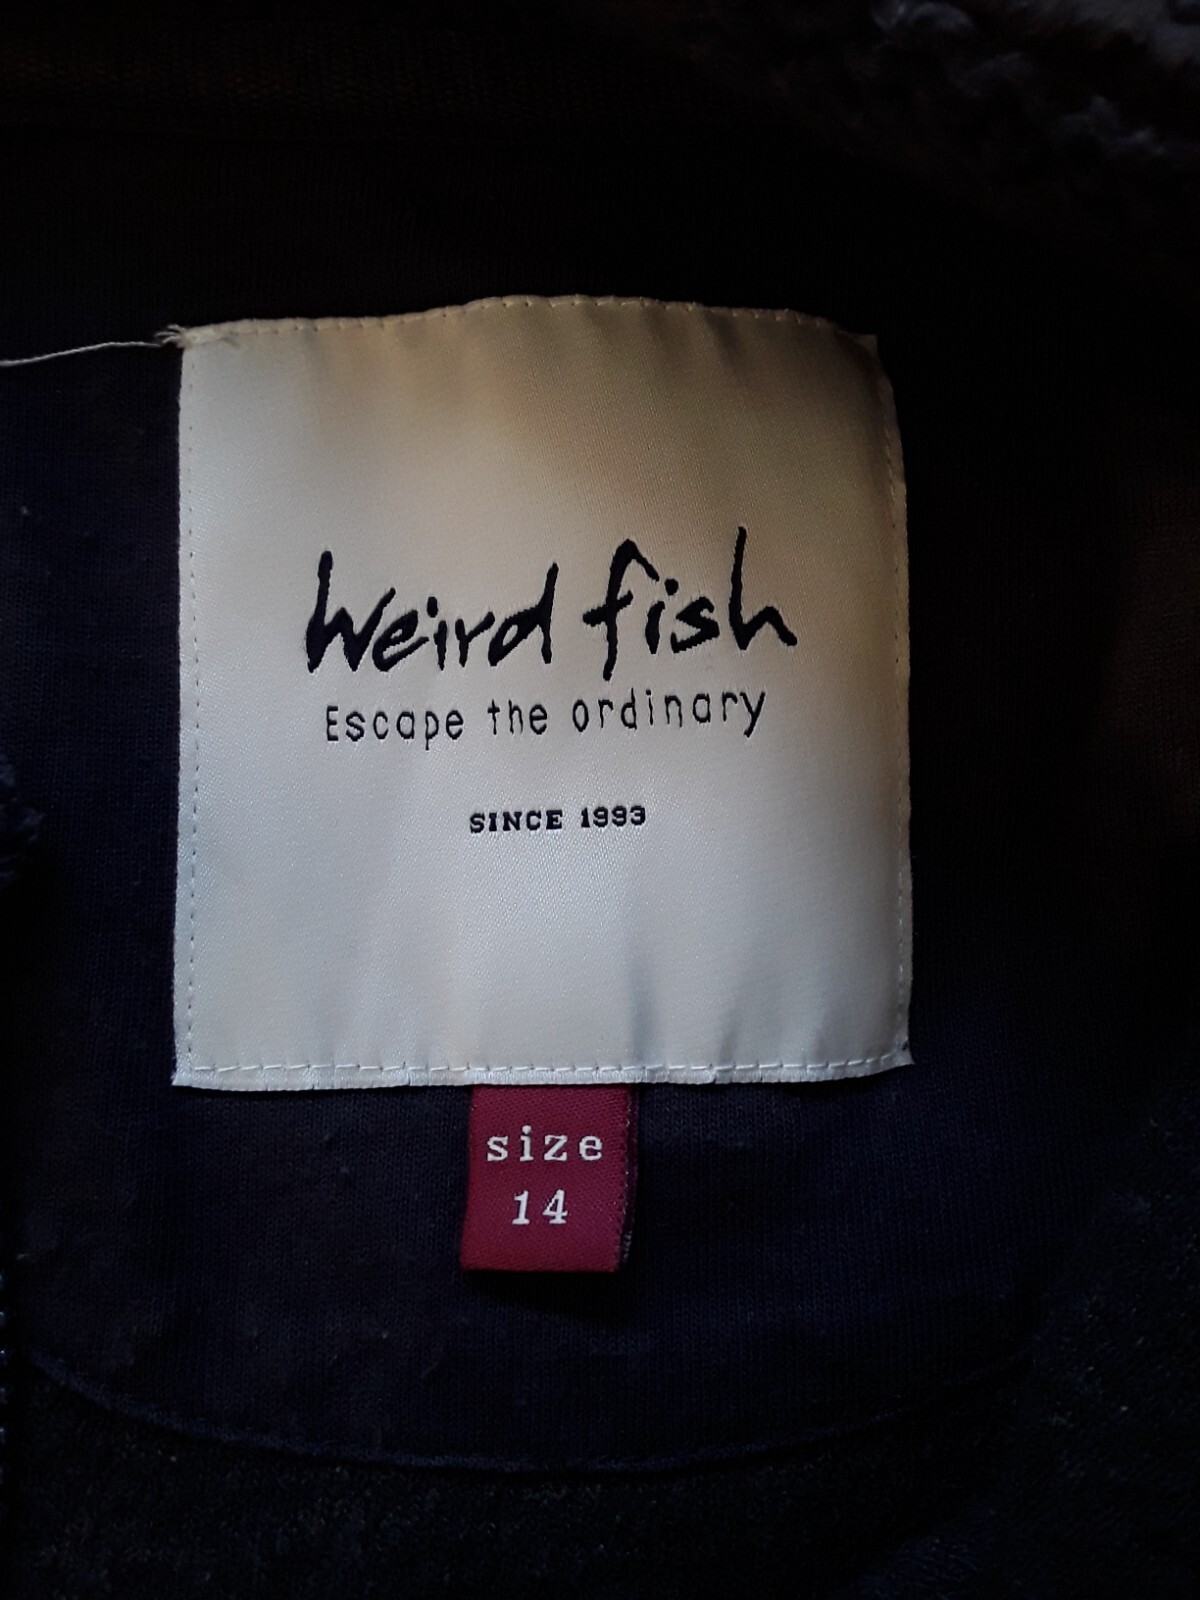 Weird fish
Escape the ordinary
SINCE 1993
size
14